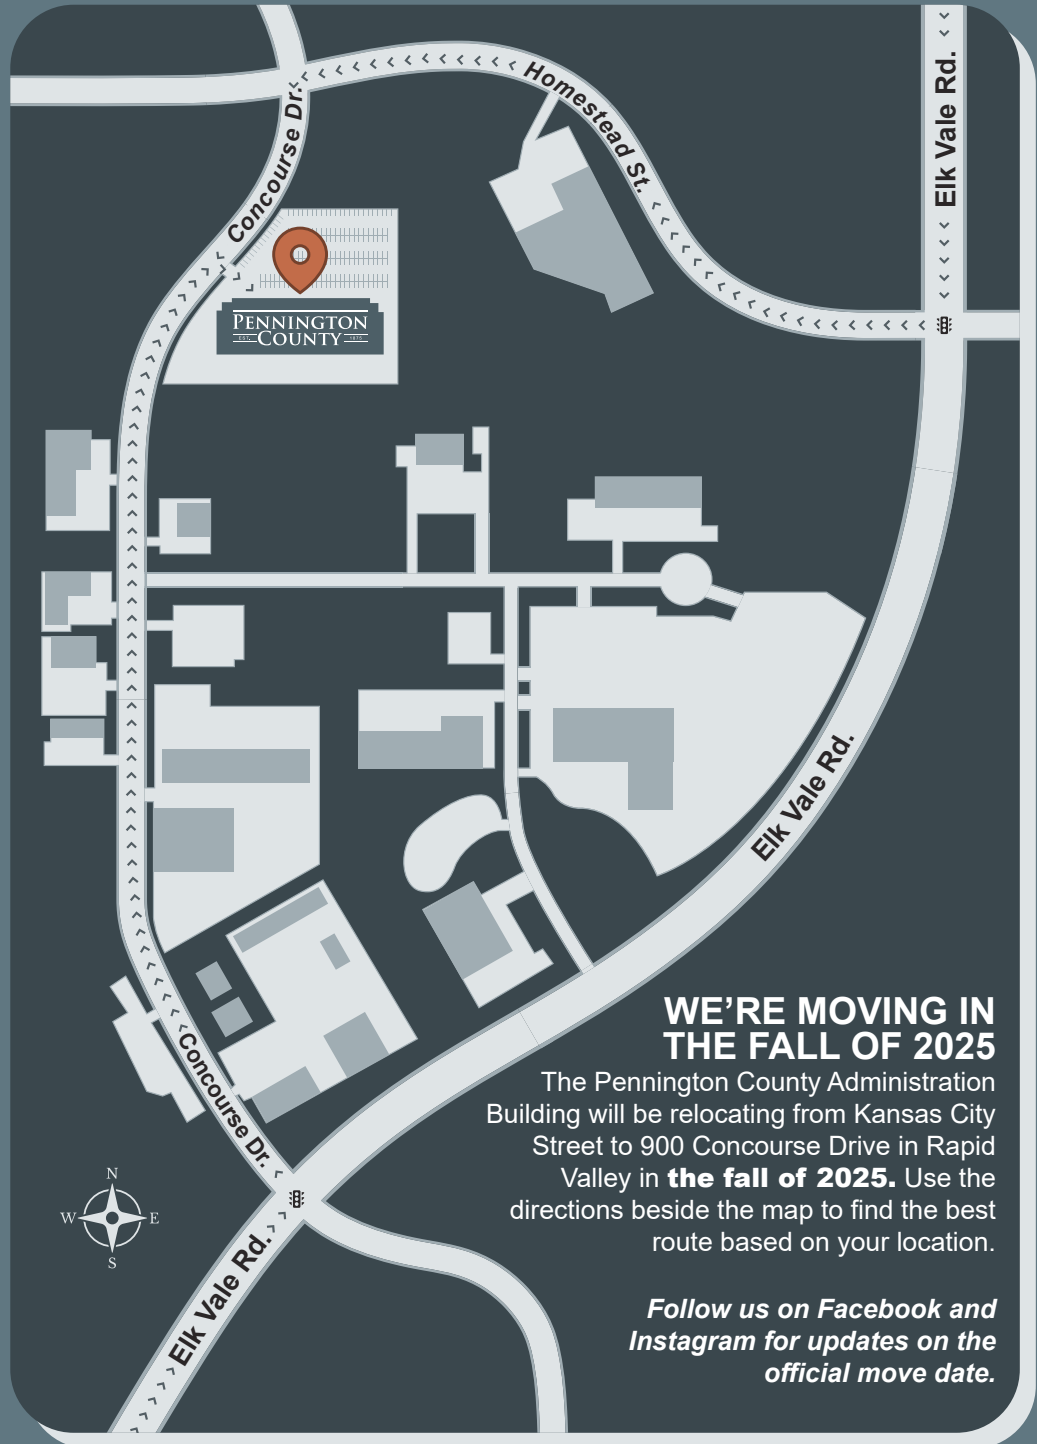 Elk Vale Rd.
Homestead St.
Concourse Dr.
PENNINGTON
EST. COUNTY
Elk Vale Rd.
WE’RE MOVING IN
THE FALL OF 2025
The Pennington County Administration
Building will be relocating from Kansas City
Street to 900 Concourse Drive in Rapid
Valley in the fall of 2025. Use the
directions beside the map to find the best
route based on your location.
Concourse Dr.
N
W E
S
Elk Vale Rd.
Follow us on Facebook and
Instagram for updates on the
official move date.